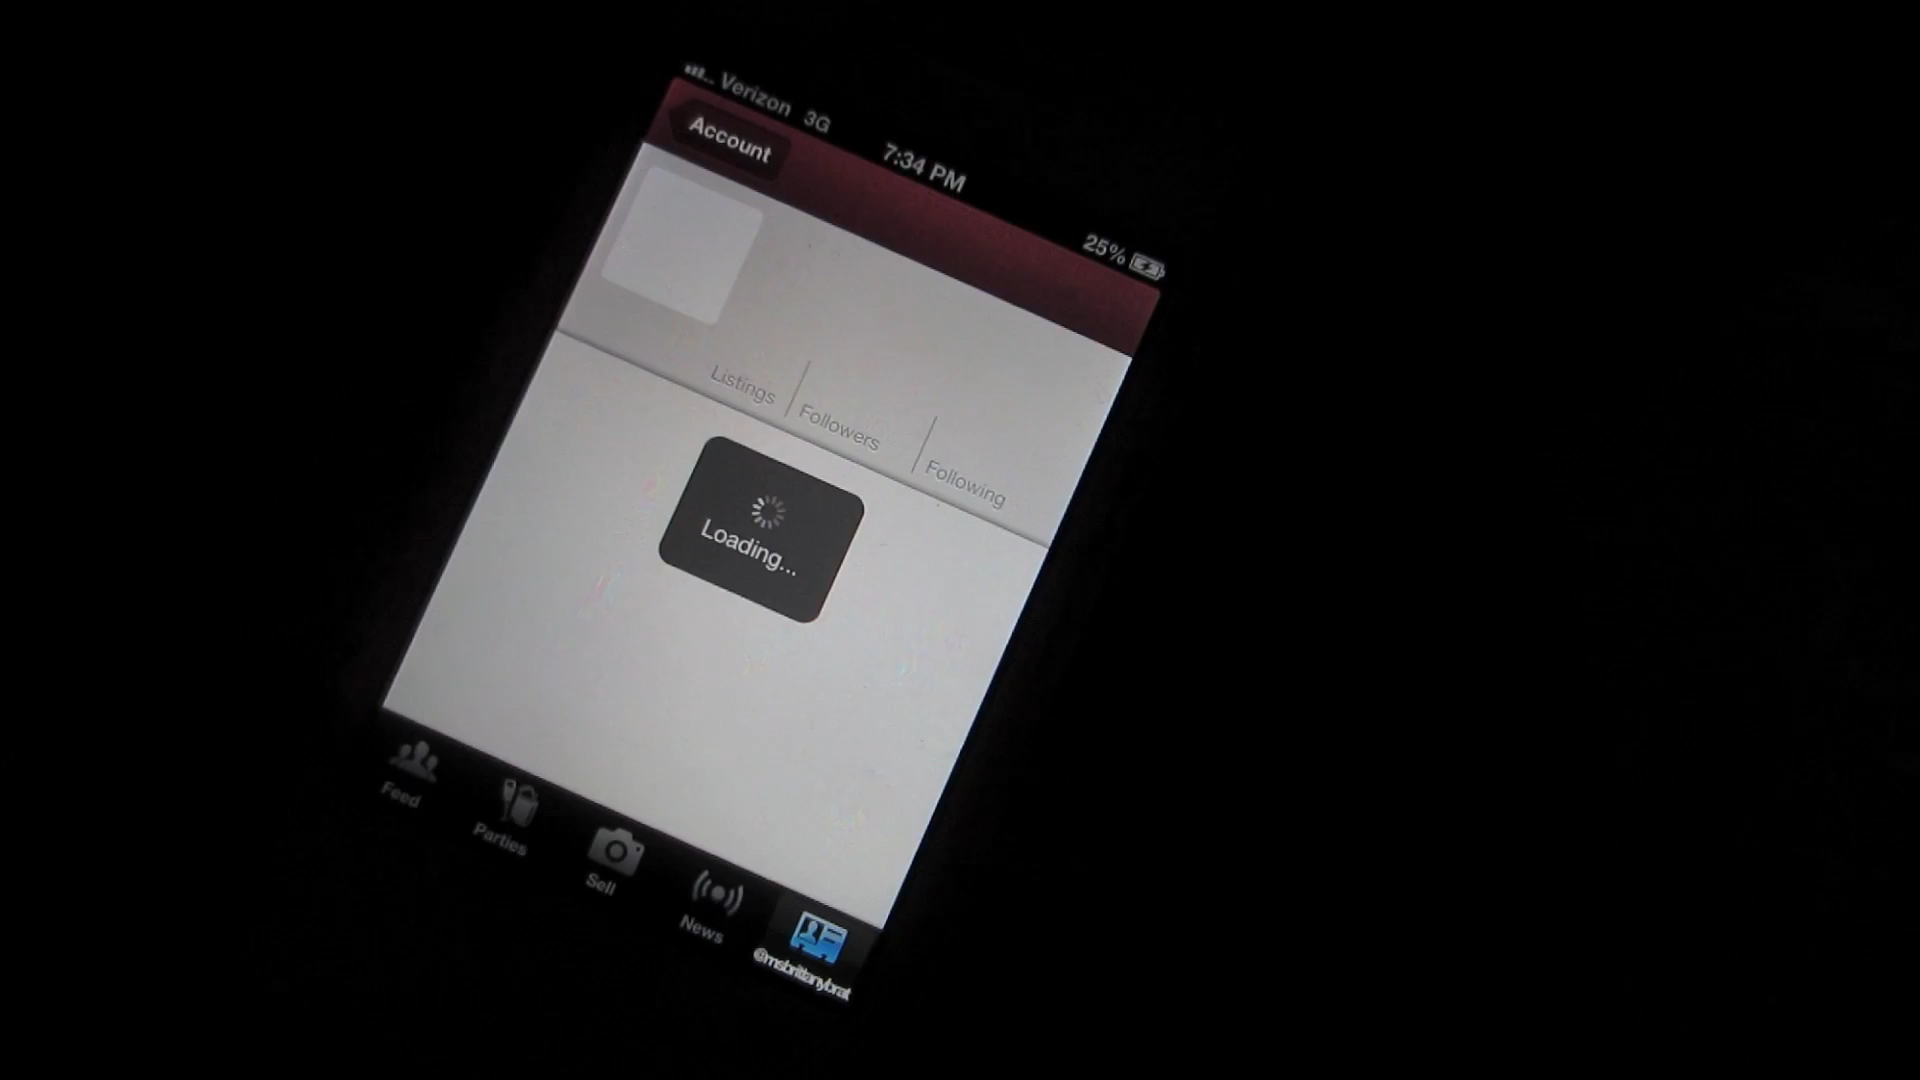 Verizon 3G
7:34 PM
25%
Account
Listings
Followers
Following
Loading...
Feed
Parties
Sell
News
@msbrittanybrat